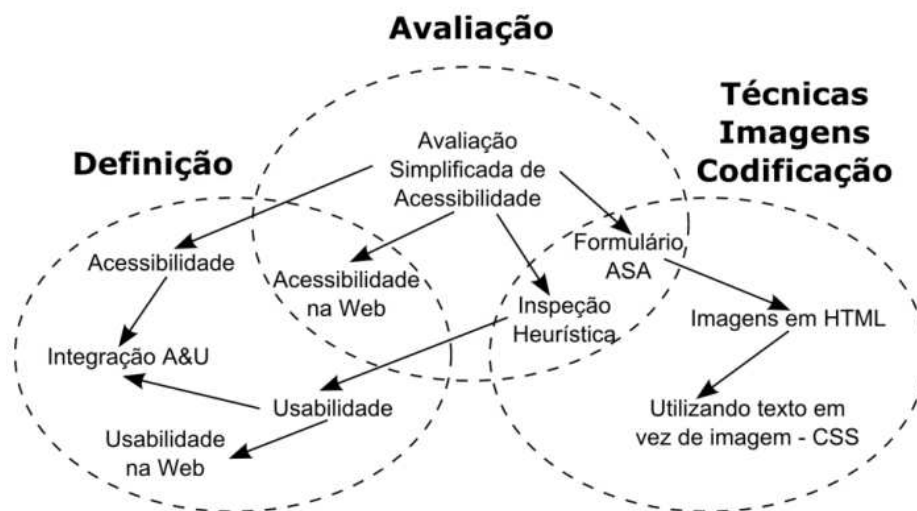 Avaliação
Técnicas
Imagens
Codificação
Definição
Avaliação
Simplificada de
Acessibilidade
Acessibilidade
Acessibilidade
na Web
Formulário
ASA
Inspeção
Heurística
Imagens em HTML
Integração A&U
Usabilidade
Usabilidade
na Web
Utilizando texto em
vez de imagem - CSS